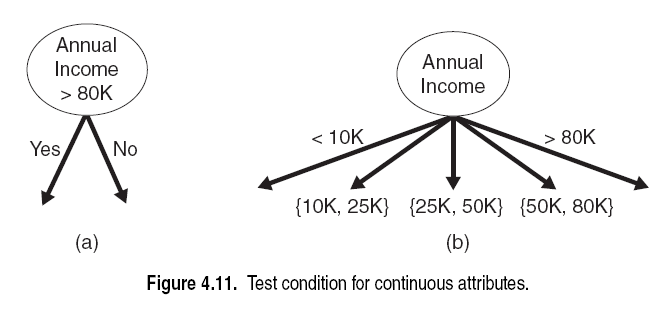 Annual
Income
> 80K
Yes
No
(a)
Annual
Income
< 10K
> 80K
{10K, 25K} {25K, 50K} {50K, 80K}
(b)
Figure 4.11. Test condition for continuous attributes.